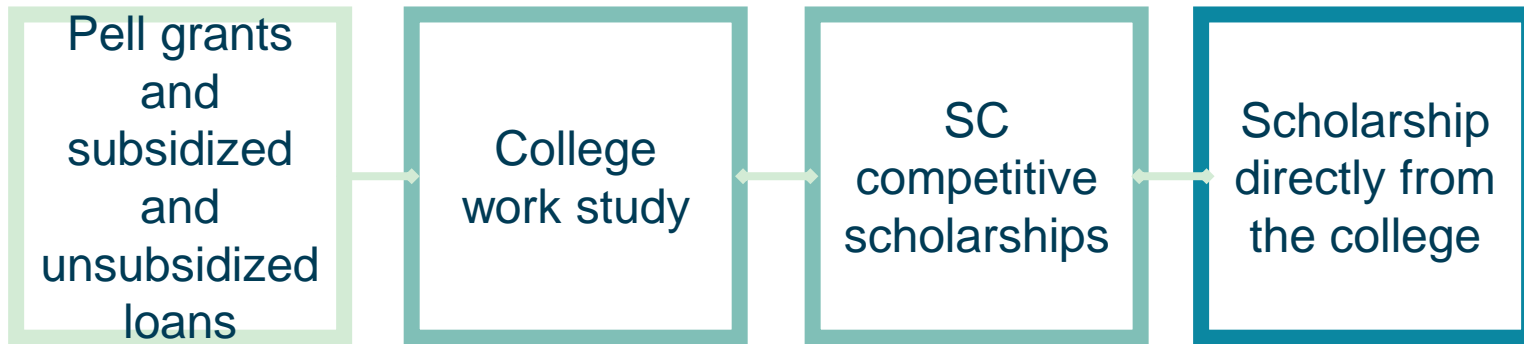 Pell grants
and
subsidized
and
unsubsidized
loans
College
work study
SC
competitive
scholarships
Scholarship
directly from
the college